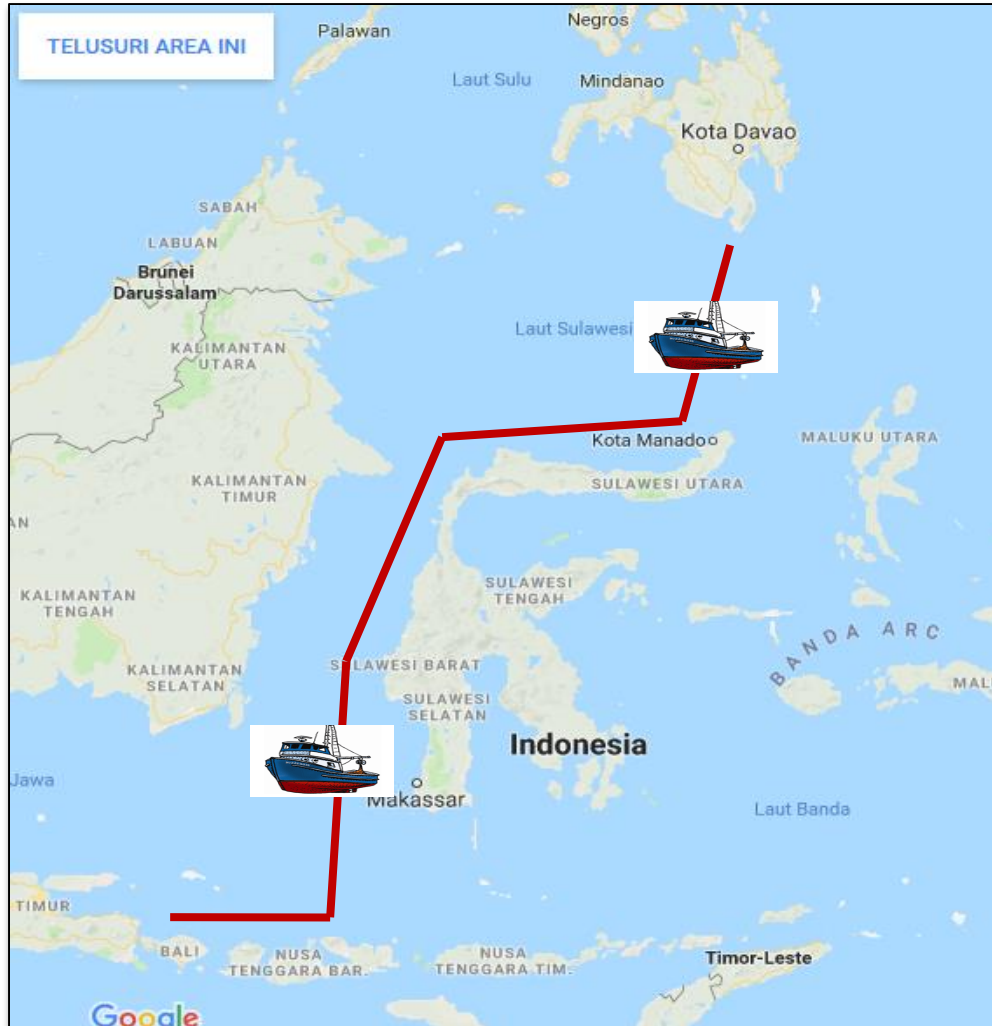 TELUSURI AREA INI
Palawan
Negros
Laut Sulu
Mindanao
Kota Davao
SABAH
LABUAN
Brunei
Darussalam
Laut Sulawesi
KALIMANTAN
UTARA
Kota Manado
MALUKU UTARA
SULAWESI UTARA
KALIMANTAN
TIMUR
AN
SULAWESI
TENGAH
KALIMANTAN
TENGAH
BANDA ARC
SULAWESI BARAT
KALIMANTAN
SELATAN
MAL
SULAWESI
SELATAN
Indonesia
Jawa
Makassar
Laut Banda
TIMUR
BALI
NUSA
TENGGARA BAR.
NUSA
TENGGARA TIM.
Timor-Leste
Google